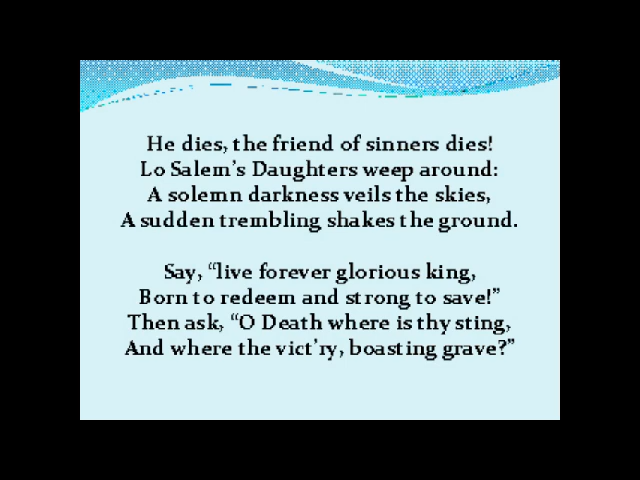 He dies, the friend of sinners dies!
Lo Salem's Daughters weep around:
A solemn darkness veils the skies,
A sudden trembling shakes the ground.
Say, “live forever glorious king,
Born to redeem and strong to save!”
Then ask, “O Death where is thy sting,
And where the vict'ry, boasting grave?”